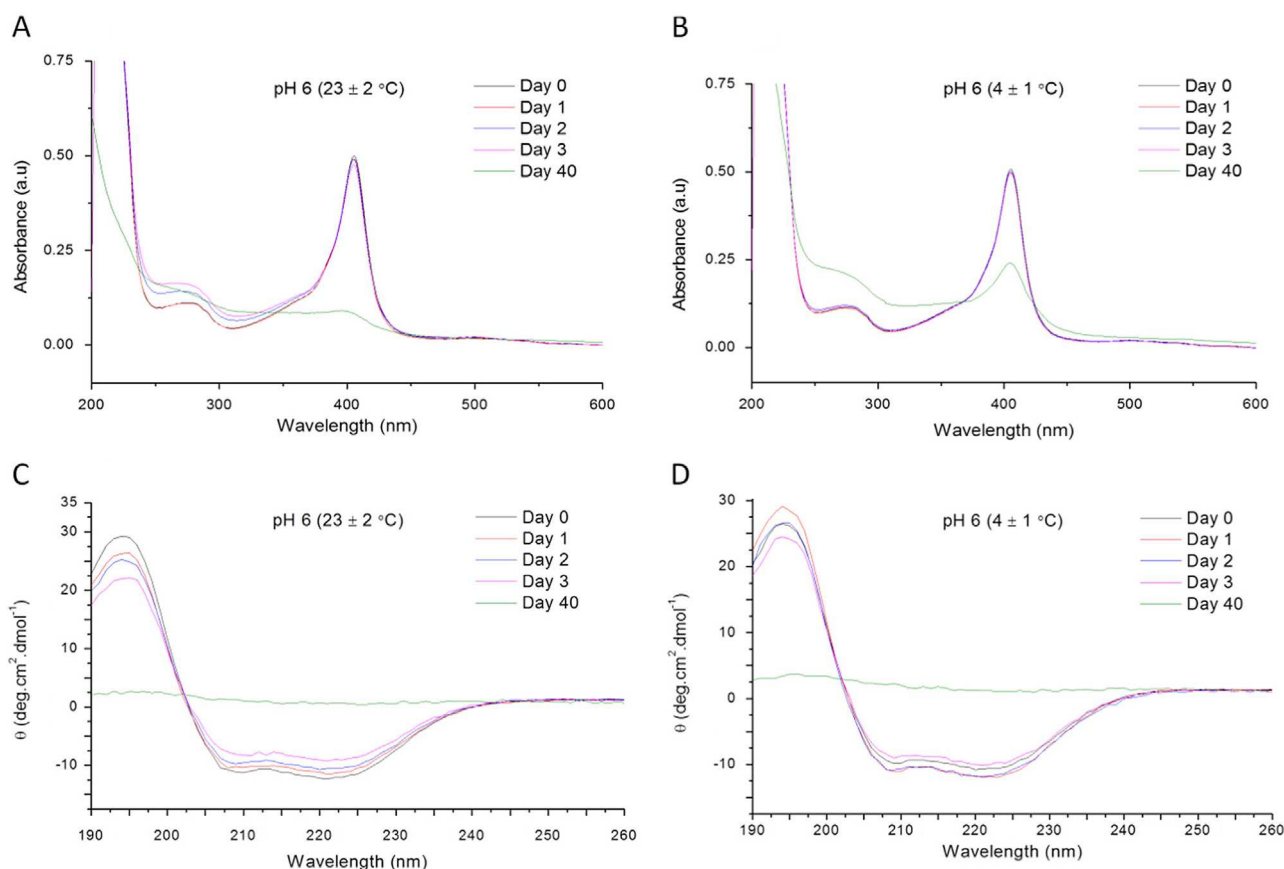 A
pH 6 (23 ± 2 °C)
Day 0
Day 1
Day 2
Day 3
Day 40
Absorbance (a.u)
0.75
0.50
0.25
0.00
200 300 400 500 600
Wavelength (nm)
B
pH 6 (4 ± 1 °C)
Day 0
Day 1
Day 2
Day 3
Day 40
Absorbance (a.u)
0.75
0.50
0.25
0.00
200 300 400 500 600
Wavelength (nm)
C
pH 6 (23 ± 2 °C)
Day 0
Day 1
Day 2
Day 3
Day 40
θ (deg.cm².dmol⁻¹)
35
30
25
20
10
0
-10
190 200 210 220 230 240 250 260
Wavelength (nm)
D
pH 6 (4 ± 1 °C)
Day 0
Day 1
Day 2
Day 3
Day 40
θ (deg.cm².dmol⁻¹)
30
20
10
0
-10
190 200 210 220 230 240 250 260
Wavelength (nm)